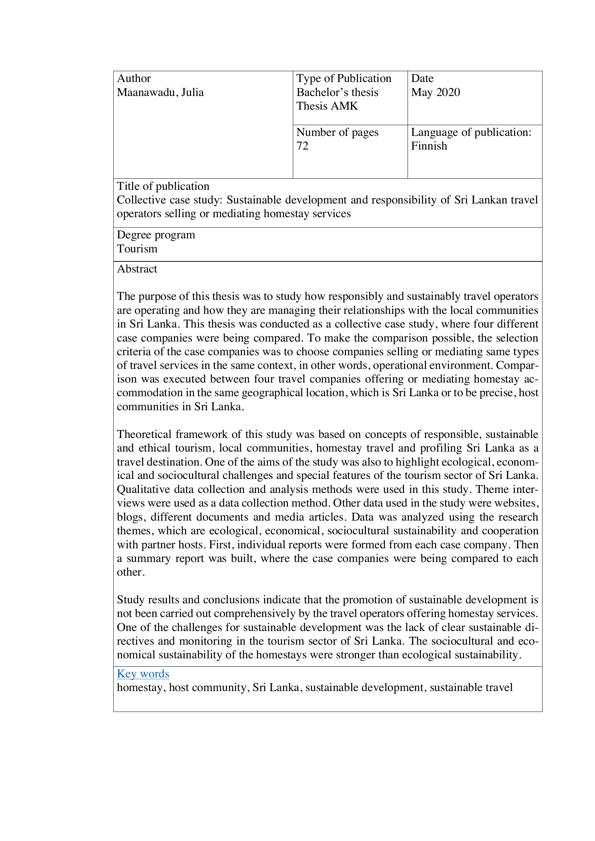 Author
Maanawadu, Julia
Type of Publication
Bachelor's thesis
Thesis AMK
Date
May 2020
Number of pages
72
Language of publication:
Finnish
Title of publication
Collective case study: Sustainable development and responsibility of Sri Lankan travel
operators selling or mediating homestay services
Degree program
Tourism
Abstract
The purpose of this thesis was to study how responsibly and sustainably travel operators
are operating and how they are managing their relationships with the local communities
in Sri Lanka. This thesis was conducted as a collective case study, where four different
case companies were being compared. To make the comparison possible, the selection
criteria of the case companies was to choose companies selling or mediating same types
of travel services in the same context, in other words, operational environment. Compar-
ison was executed between four travel companies offering or mediating homestay ac-
commodation in the same geographical location, which is Sri Lanka or to be precise, host
communities in Sri Lanka.
Theoretical framework of this study was based on concepts of responsible, sustainable
and ethical tourism, local communities, homestay travel and profiling Sri Lanka as a
travel destination. One of the aims of the study was also to highlight ecological, econom-
ical and sociocultural challenges and special features of the tourism sector of Sri Lanka.
Qualitative data collection and analysis methods were used in this study. Theme inter-
views were used as a data collection method. Other data used in the study were websites,
blogs, different documents and media articles. Data was analyzed using the research
themes, which are ecological, economical, sociocultural sustainability and cooperation
with partner hosts. First, individual reports were formed from each case company. Then
a summary report was built, where the case companies were being compared to each
other.
Study results and conclusions indicate that the promotion of sustainable development is
not been carried out comprehensively by the travel operators offering homestay services.
One of the challenges for sustainable development was the lack of clear sustainable di-
rectives and monitoring in the tourism sector of Sri Lanka. The sociocultural and eco-
nomical sustainability of the homestays were stronger than ecological sustainability.
Key words
homestay, host community, Sri Lanka, sustainable development, sustainable travel